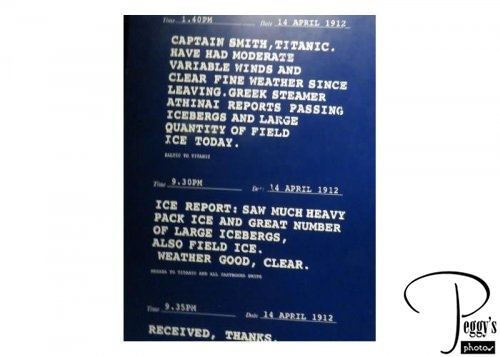 Time 1.40PM Date 14 APRIL 1912
CAPTAIN SMITH, TITANIC.
HAVE HAD MODERATE
VARIABLE WINDS AND
CLEAR FINE WEATHER SINCE
LEAVING. GREEK STEAMER
ATHINAI REPORTS PASSING
ICEBERGS AND LARGE
QUANTITY OF FIELD
ICE TODAY.
BALTIC TO TITANIC
Time 9.30PM Date 14 APRIL 1912
ICE REPORT: SAW MUCH HEAVY
PACK ICE AND GREAT NUMBER
OF LARGE ICEBERGS,
ALSO FIELD ICE.
WEATHER GOOD, CLEAR.
MESABA TO TITANIC AND ALL EASTBOUND SHIPS
Time 9.35PM Date 14 APRIL 1912
RECEIVED, THANKS.
Peggy's
photos